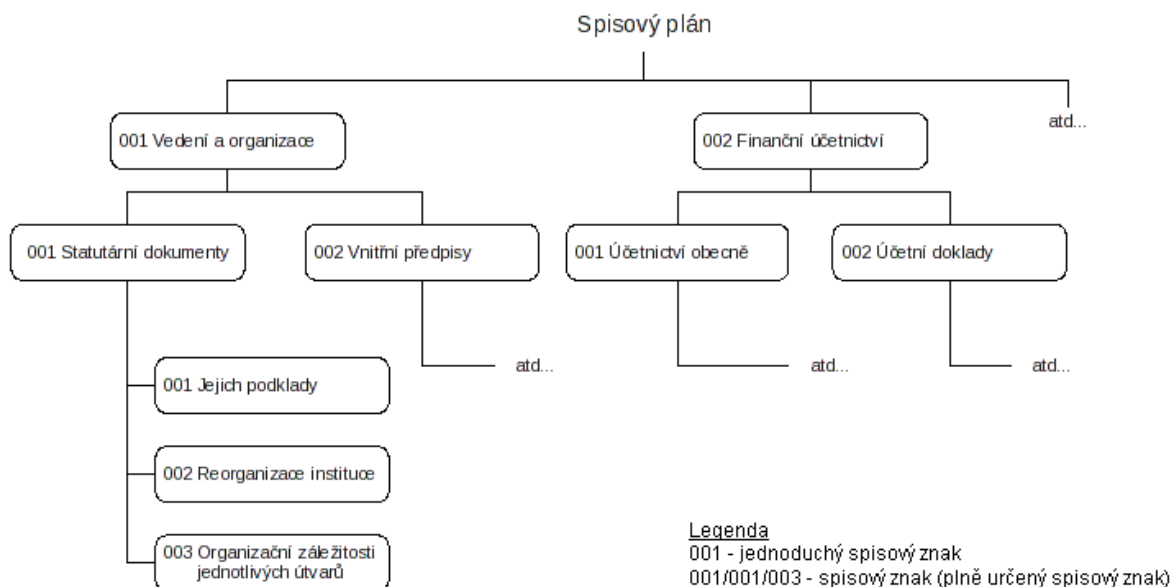 Spisový plán
atd...
001 Vedení a organizace
002 Finanční účetnictví
001 Statutární dokumenty
002 Vnitřní předpisy
001 Účetnictví obecně
002 Účetní doklady
atd...
atd...
atd...
001 Jejich podklady
002 Reorganizace instituce
003 Organizační záležitosti
jednotlivých útvarů
Legenda
001 - jednoduchý spisový znak
001/001/003 - spisový znak (plně určený spisový znak)